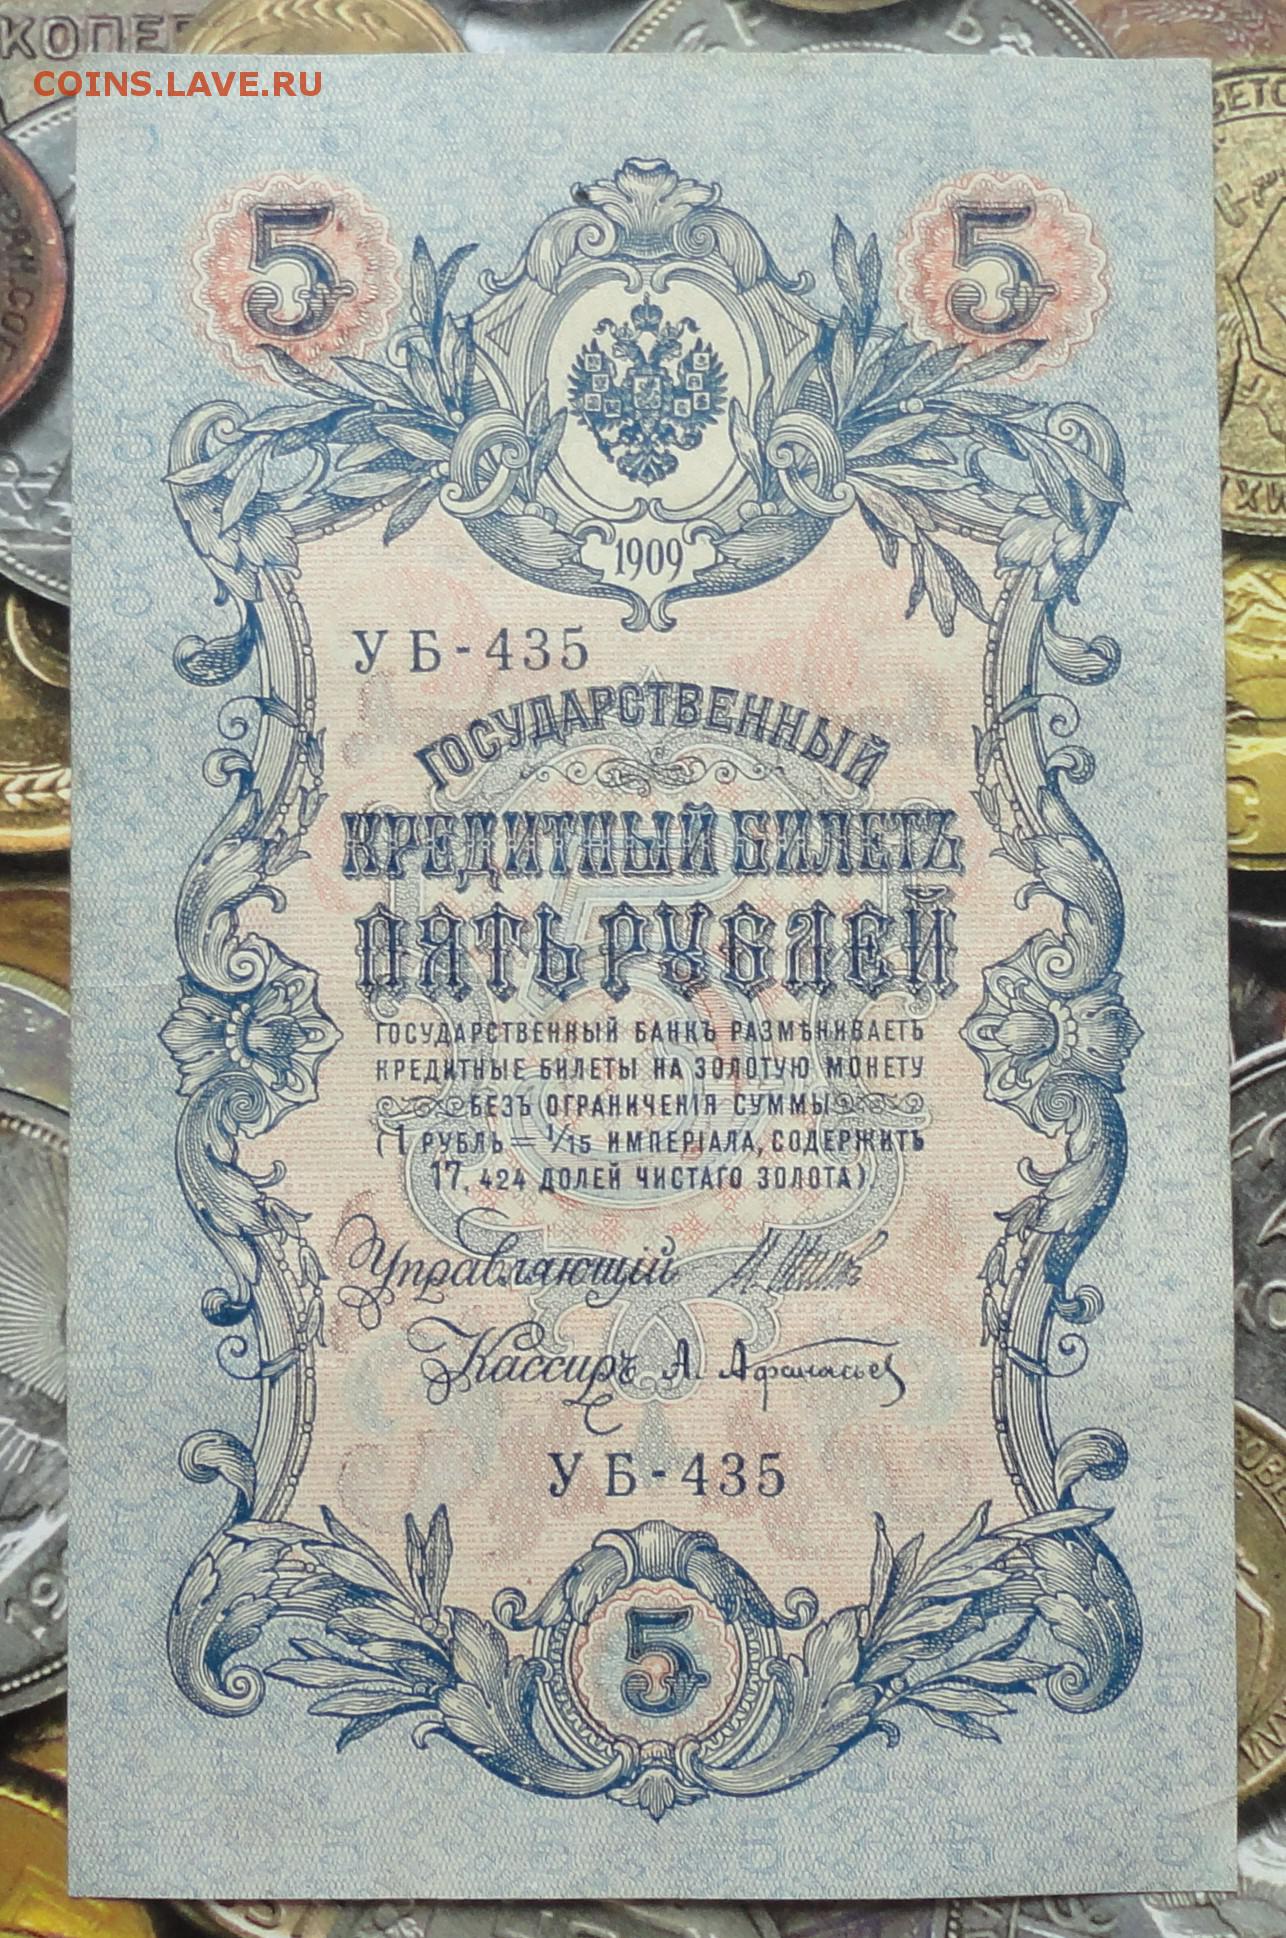 КОПЕ
COINS.LAVE.RU
5 5
1909
УБ-435
ГОСУДАРСТВЕННЫЙ
КРЕДИТНЫЙ БИЛЕТЪ
ПЯТЬ РУБЛЕЙ
ГОСУДАРСТВЕННЫЙ БАНКЪ РАЗМѢНИВАЕТЪ
КРЕДИТНЫЕ БИЛЕТЫ НА ЗОЛОТУЮ МОНЕТУ
БЕЗЪ ОГРАНИЧЕНІЯ СУММЫ
(1 РУБЛЬ = 1/15 ИМПЕРІАЛА, СОДЕРЖИТЪ
17,424 ДОЛЕЙ ЧИСТАГО ЗОЛОТА).
Управляющій
Кассиръ А. Афанасьев
УБ-435
5